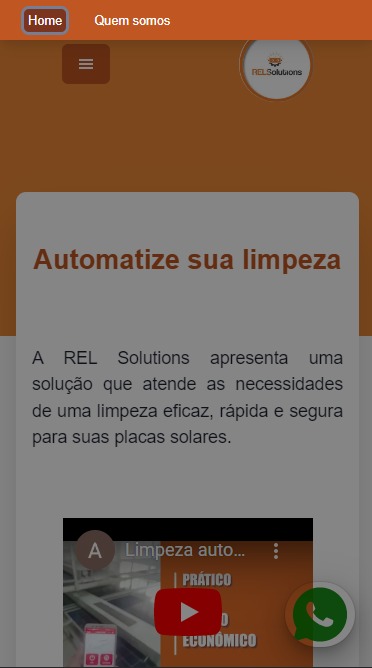 Home Quem somos
RELSolutions
Automatize sua limpeza
A REL Solutions apresenta uma
solução que atende as necessidades
de uma limpeza eficaz, rápida e segura
para suas placas solares.
A Limpeza auto...
PRÁTICO
ECONÔMICO